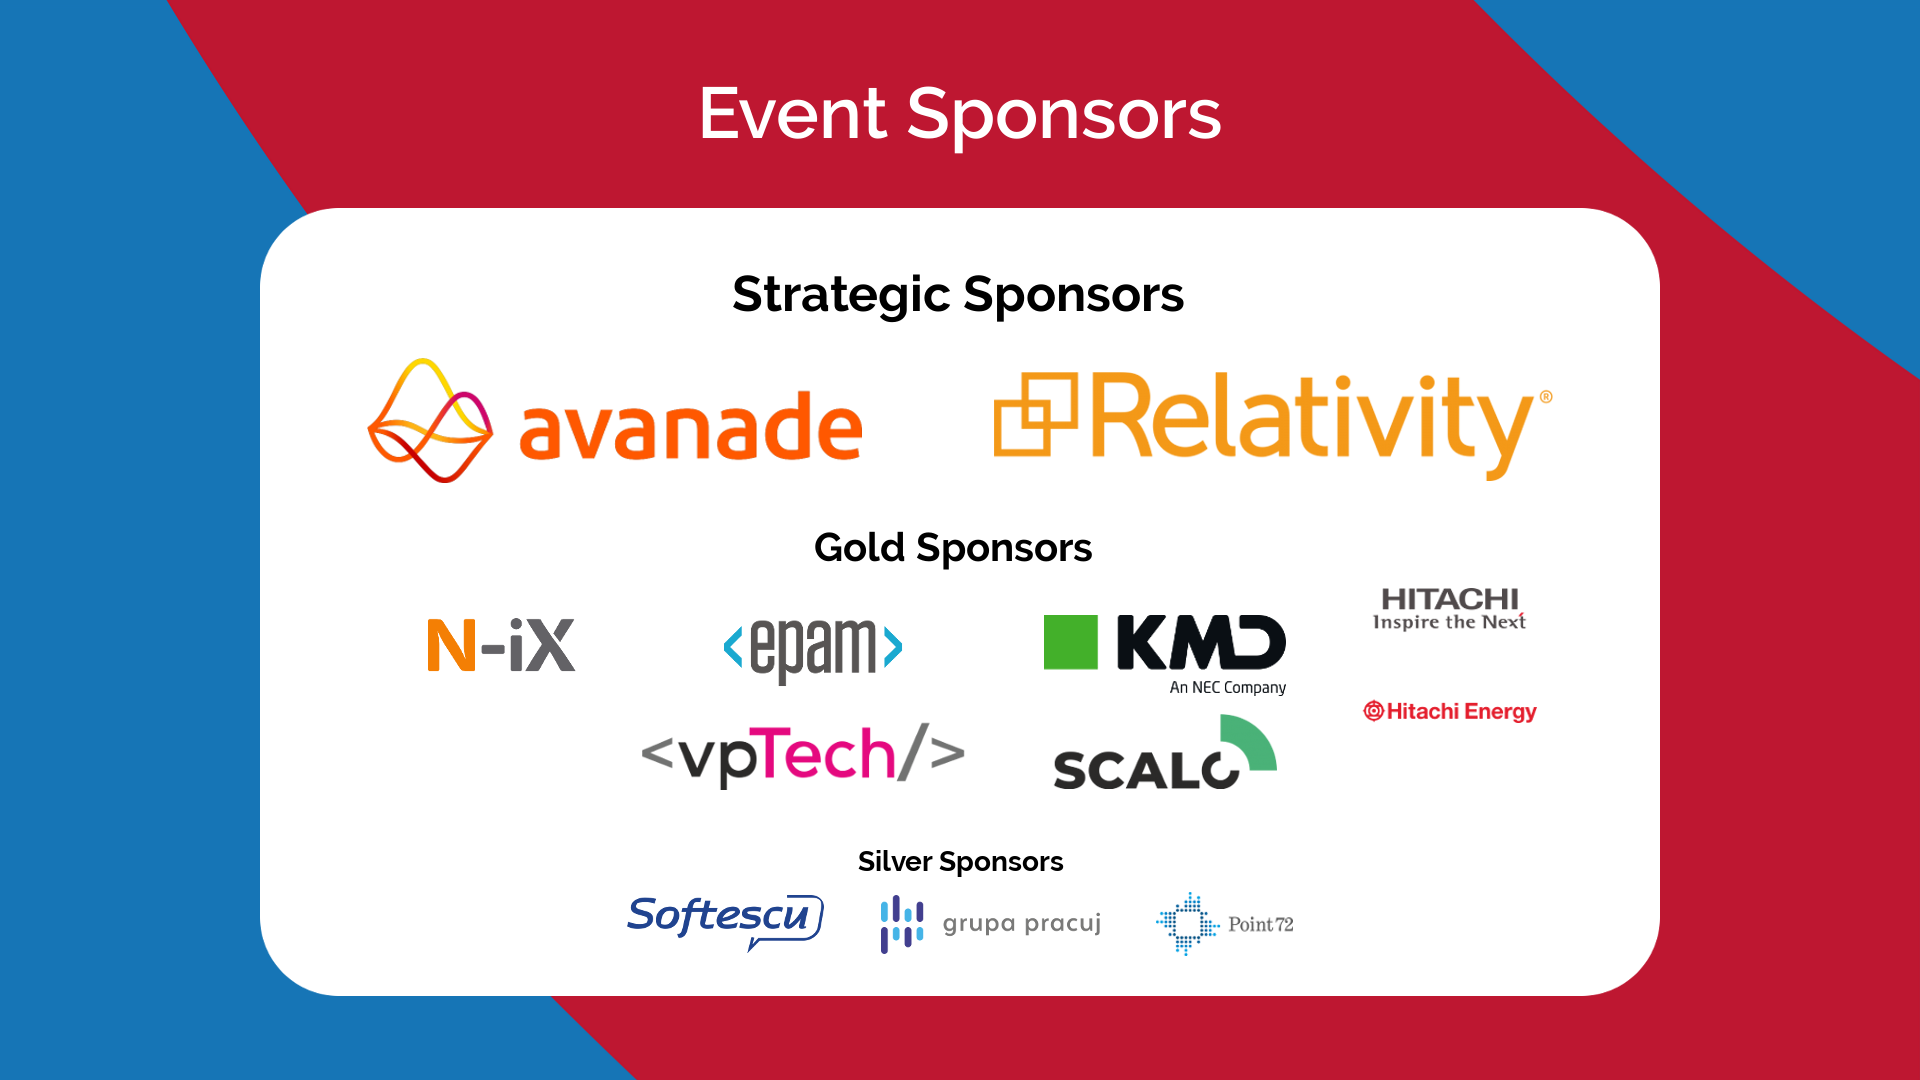 Event Sponsors
Strategic Sponsors
avanade
Relativity®
Gold Sponsors
N-iX
<epam>
KMD
An NEC Company
HITACHI
Inspire the Next
Hitachi Energy
<vpTech/>
SCALO
Silver Sponsors
Softescu
grupa pracuj
Point72